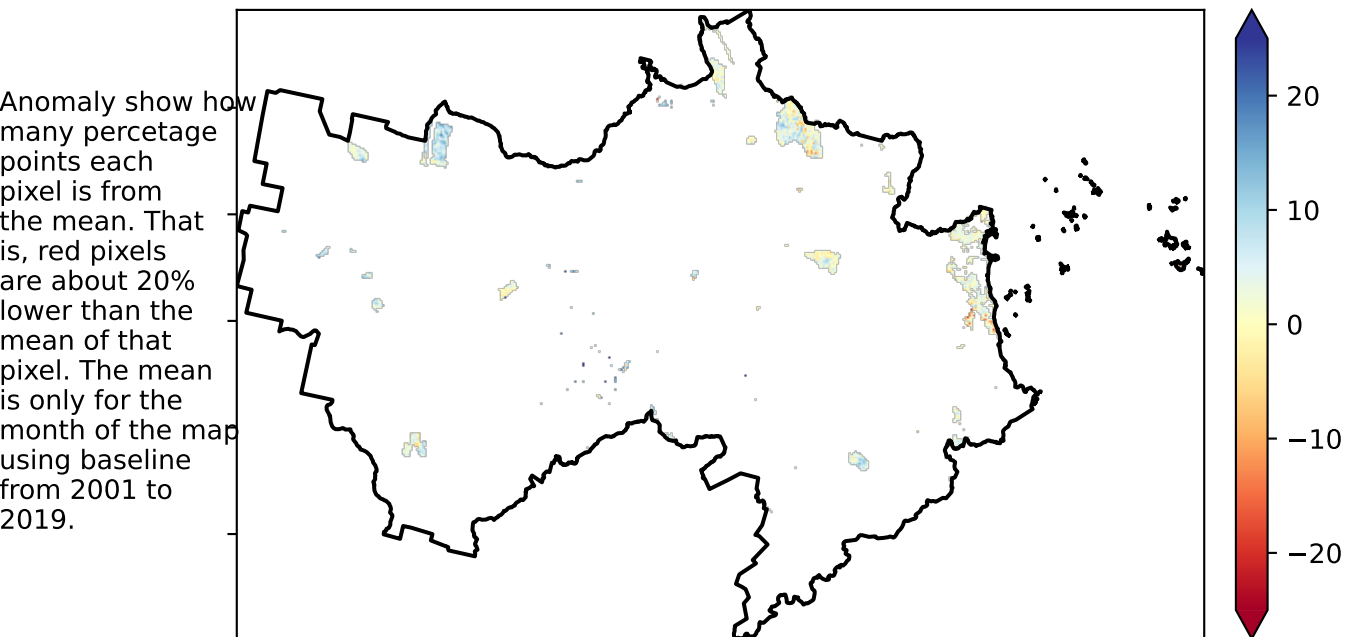 Anomaly show how
many percetage
points each
pixel is from
the mean. That
is, red pixels
are about 20%
lower than the
mean of that
pixel. The mean
is only for the
month of the map
using baseline
from 2001 to
2019.
20
10
0
−10
−20